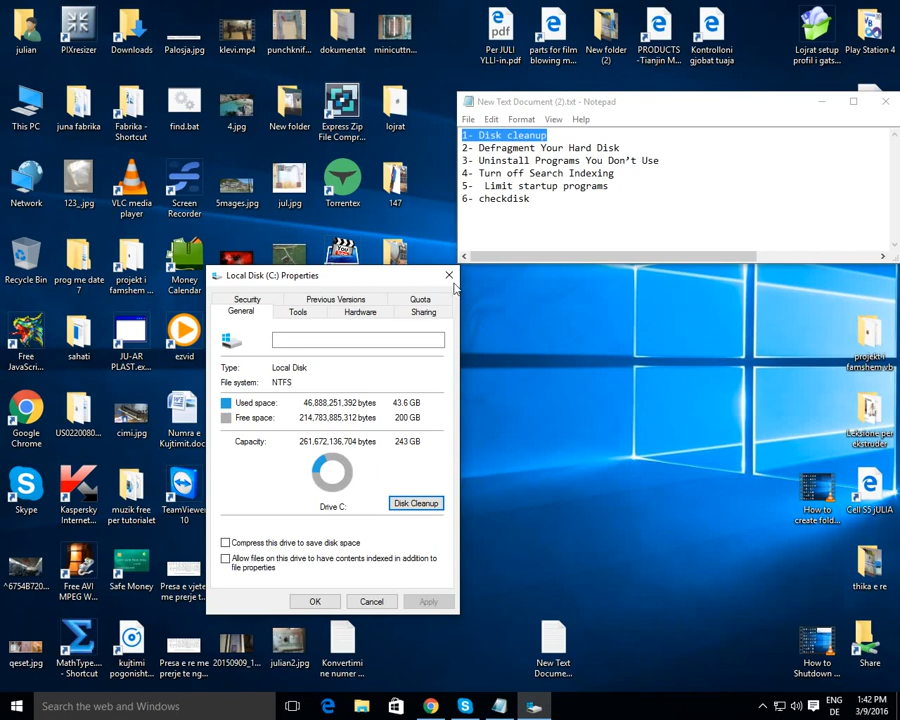 julian
PIXresizer
Downloads
Palosja.jpg
klevi.mp4
punchknif...
dokumentat
minicuttn...
Per JULI
YLLI-in.pdf
parts for film
blowing m...
New folder
(2)
PRODUCTS
-Tianjin M...
Kontrolloni
gjobat tuaja
Lojrat setup
profil i gats...
Play Station 4
This PC
juna fabrika
Fabrika -
Shortcut
find.bat
4.jpg
New folder
Express Zip
File Compr...
lojrat
New Text Document (2).txt - Notepad
File Edit Format View Help
1- Disk cleanup
2- Defragment Your Hard Disk
3- Uninstall Programs You Don’t Use
4- Turn off Search Indexing
5-  Limit startup programs
6- checkdisk
Network
123_.jpg
VLC media
player
Screen
Recorder
5mages.jpg
jul.jpg
Torrentex
147
Recycle Bin
prog me date
7
projekt i
famshem ...
Money
Calendar
Local Disk (C:) Properties
Security
Previous Versions
Quota
General
Tools
Hardware
Sharing
Type: Local Disk
File system: NTFS
Used space: 46,888,251,392 bytes 43.6 GB
Free space: 214,783,885,312 bytes 200 GB
Capacity: 261,672,136,704 bytes 243 GB
Drive C:
Disk Cleanup
Compress this drive to save disk space
Allow files on this drive to have contents indexed in addition to
file properties
OK Cancel Apply
Free
JavaScri...
sahati
JU-AR
PLAST.ex...
ezvid
projekt i
famshem vb
Google
Chrome
US0220080...
cimi.jpg
Numra e
Kujtimit.doc
Leksione per
ekstruder
Skype
Kaspersky
Internet...
muzik free
per tutorialet
TeamViewer
10
How to
create fold...
Cell S5 jULIA
^6754B720...
Free AVI
MPEG W...
Safe Money
Presa e vjete
me prerje t...
thika e re
qeset.jpg
MathType...
- Shortcut
kujtimi
pogonisht...
Presa e re me
prerje te ng...
20150909_1...
julian2.jpg
Konvertimi
ne numer ...
New Text
Docume...
How to
Shutdown ...
Share
Search the web and Windows
ENG
DE
1:42 PM
3/9/2016